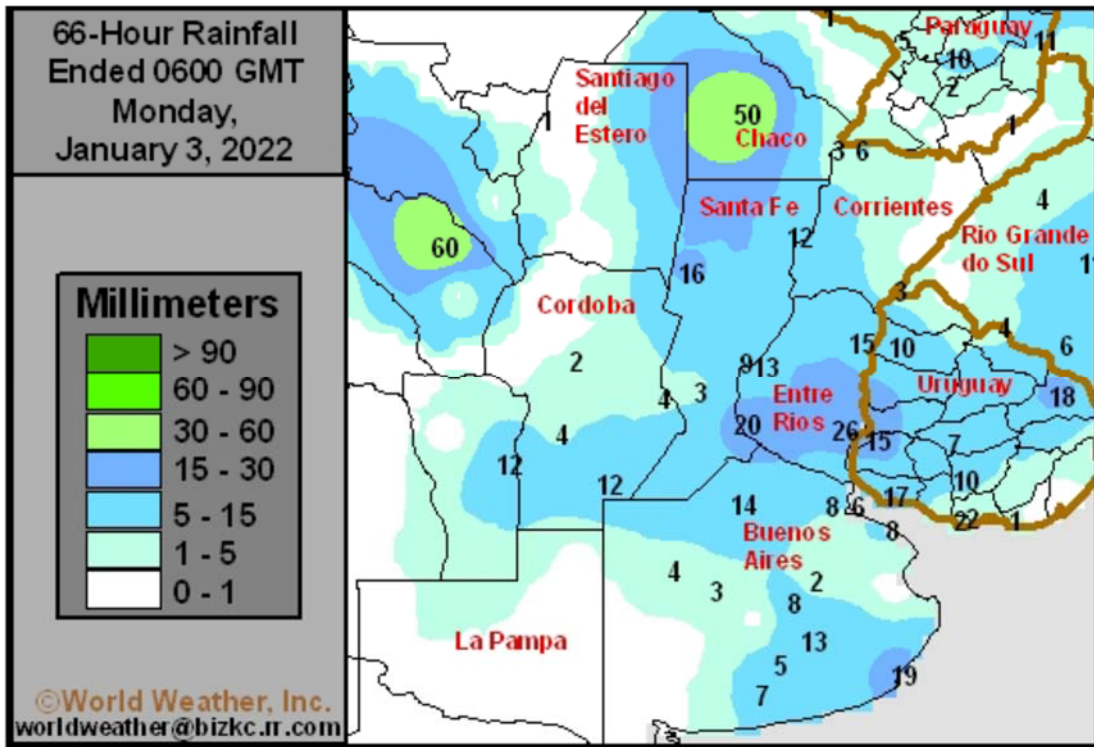 66-Hour Rainfall
Ended 0600 GMT
Monday,
January 3, 2022
Millimeters
> 90
60 - 90
30 - 60
15 - 30
5 - 15
1 - 5
0 - 1
©World Weather, Inc.
worldweather@bizkc.rr.com
1
Paraguay
11
10
2
Santiago
del
Estero
1
50
Chaco
1
3 6
Santa Fe
Corrientes
4
12
Rio Grande
do Sul
60
16
Cordoba
3
4
2
15
10
6
9
13
Uruguay
4
3
Entre
Rios
18
20
26
15
4
7
12
12
10
14
8
6
17
22
1
Buenos
Aires
8
4
3
2
8
La Pampa
13
5
19
7